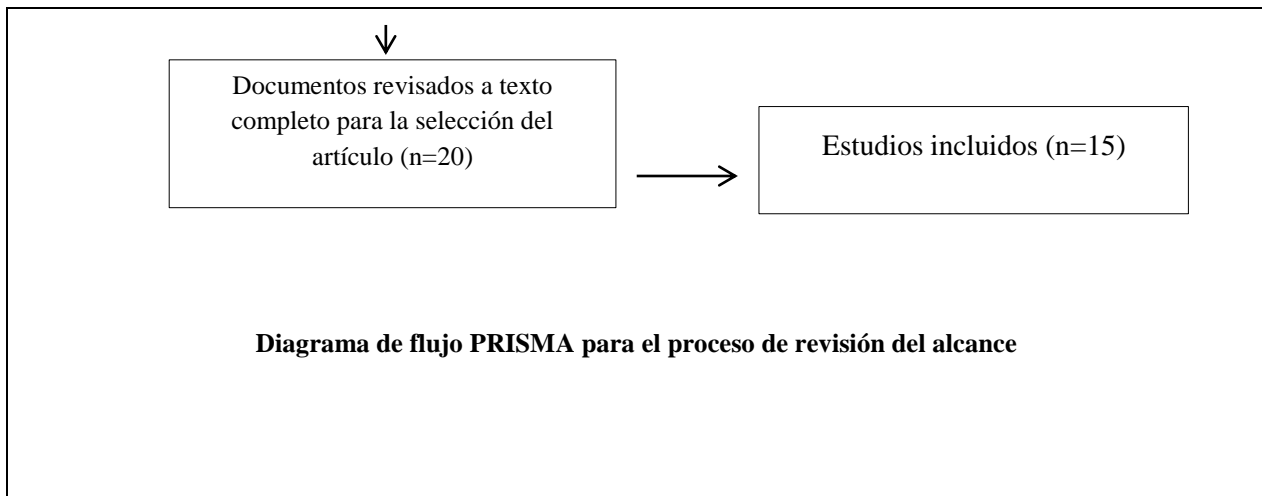 Documentos revisados a texto
completo para la selección del
artículo (n=20)
Estudios incluidos (n=15)
Diagrama de flujo PRISMA para el proceso de revisión del alcance